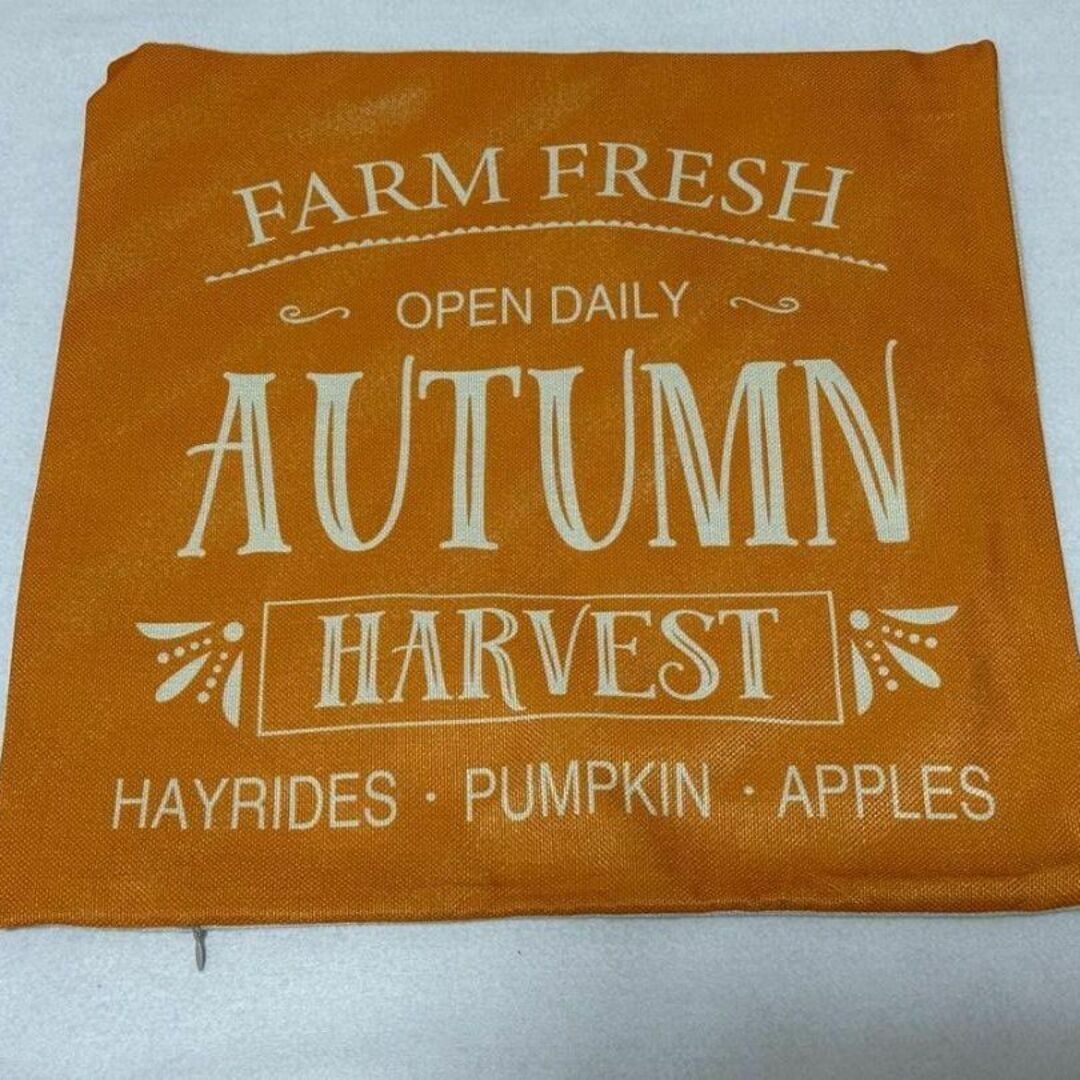 FARM FRESH
OPEN DAILY
AUTUMN
HARVEST
HAYRIDES · PUMPKIN · APPLES